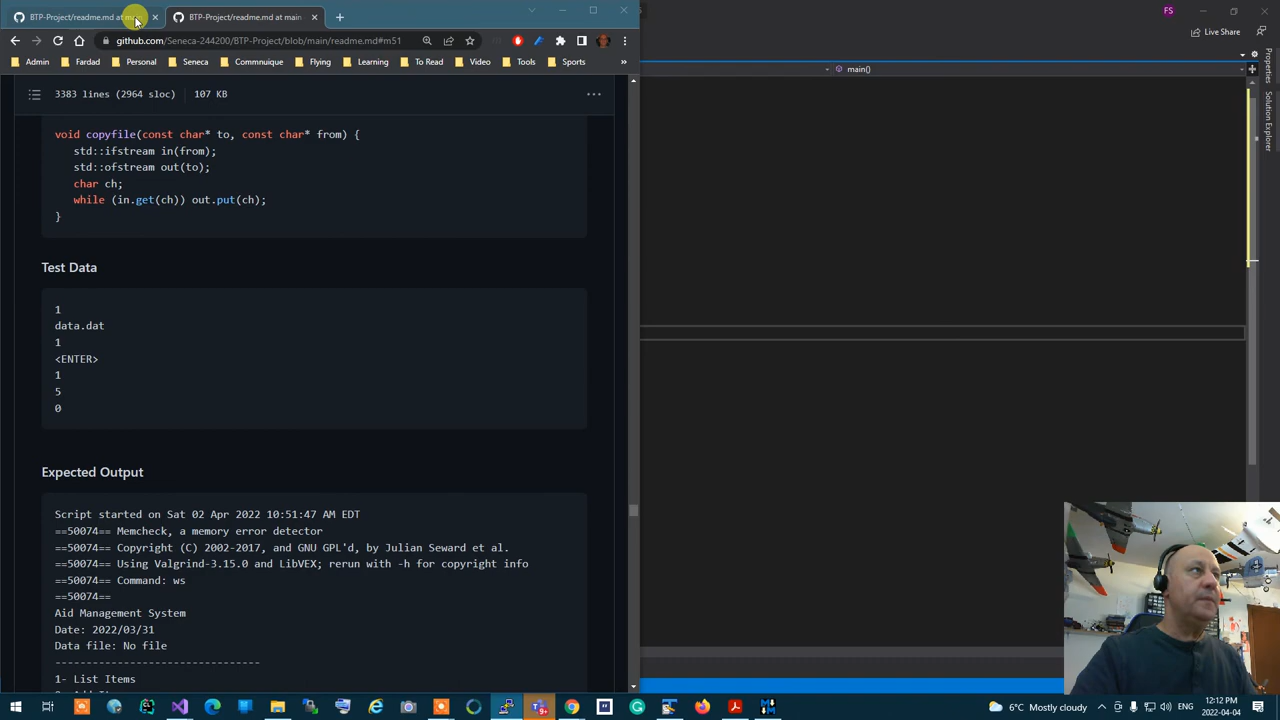 BTP-Project/readme.md at main
BTP-Project/readme.md at main
FS
github.com/Seneca-244200/BTP-Project/blob/main/readme.md#m51
Live Share
Admin Fardad Personal Seneca Commnuique Flying Learning To Read Video Tools Sports »
main()
3383 lines (2964 sloc) 107 KB
void copyfile(const char* to, const char* from) {
std::ifstream in(from);
std::ofstream out(to);
char ch;
while (in.get(ch)) out.put(ch);
}
Properties
Solution Explorer
Test Data
1
data.dat
1
<ENTER>
1
5
0
Expected Output
Script started on Sat 02 Apr 2022 10:51:47 AM EDT
==50074== Memcheck, a memory error detector
==50074== Copyright (C) 2002-2017, and GNU GPL'd, by Julian Seward et al.
==50074== Using Valgrind-3.15.0 and LibVEX; rerun with -h for copyright info
==50074== Command: ws
==50074==
Aid Management System
Date: 2022/03/31
Data file: No file
---------------------------------
1- List Items
6°C Mostly cloudy
12:12 PM
2022-04-04